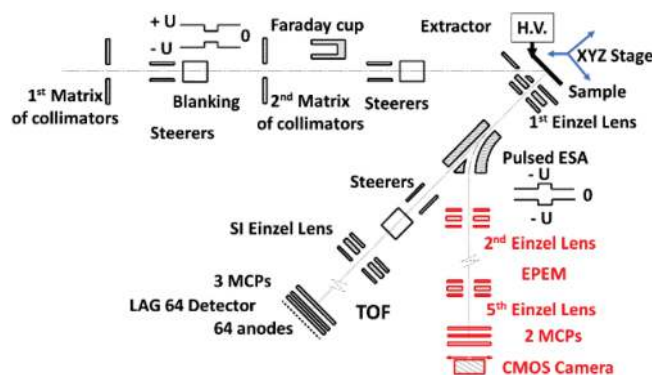 + U
- U
0
Faraday cup
Extractor
H.V.
XYZ Stage
1st Matrix
of collimators
Blanking
Steerers
2nd Matrix
of collimators
Steerers
Sample
1st Einzel Lens
Pulsed ESA
- U
0
- U
Steerers
SI Einzel Lens
2nd Einzel Lens
EPEM
3 MCPs
LAG 64 Detector
64 anodes
TOF
5th Einzel Lens
2 MCPs
CMOS Camera